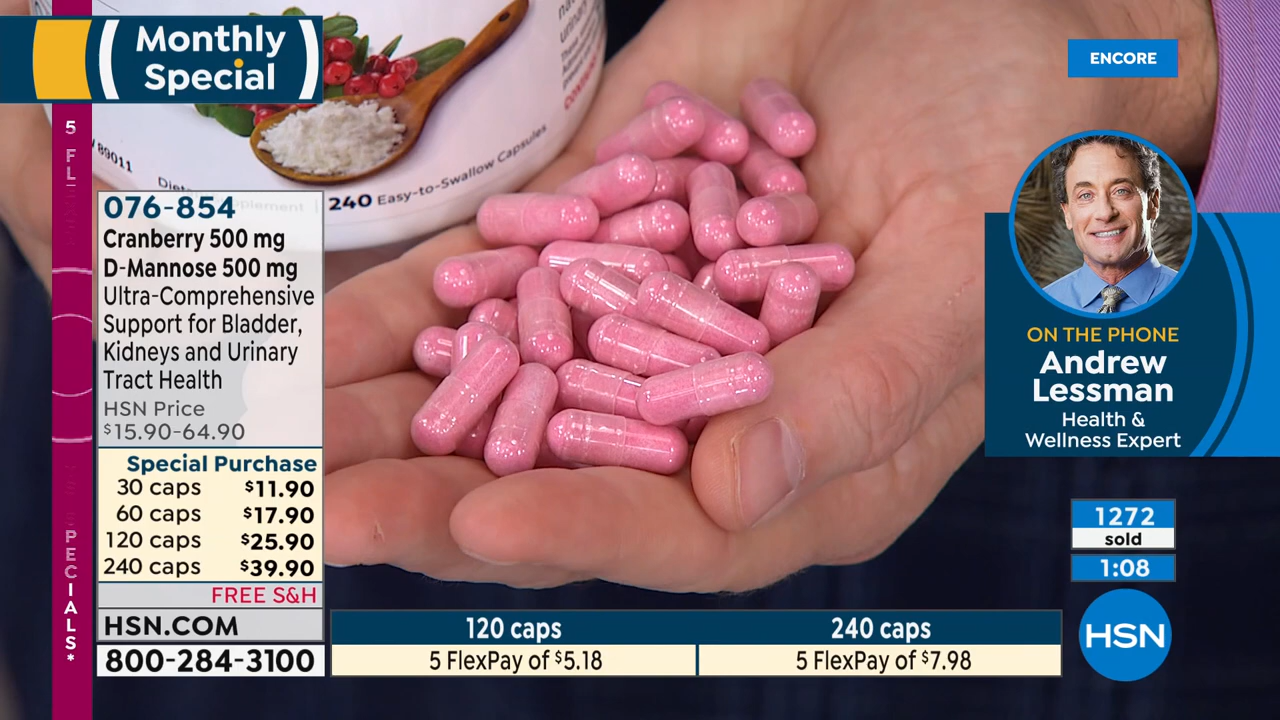 Monthly
Special
ENCORE
5 FL
PECIALS*
/ 89011
240 Easy-to-Swallow Capsules
076-854
Cranberry 500 mg
D-Mannose 500 mg
Ultra-Comprehensive
Support for Bladder,
Kidneys and Urinary
Tract Health
HSN Price
$15.90-64.90
Special Purchase
30 caps $11.90
60 caps $17.90
120 caps $25.90
240 caps $39.90
FREE S&H
HSN.COM
800-284-3100
120 caps
240 caps
5 FlexPay of $5.18
5 FlexPay of $7.98
ON THE PHONE
Andrew
Lessman
Health &
Wellness Expert
1272
sold
1:08
HSN